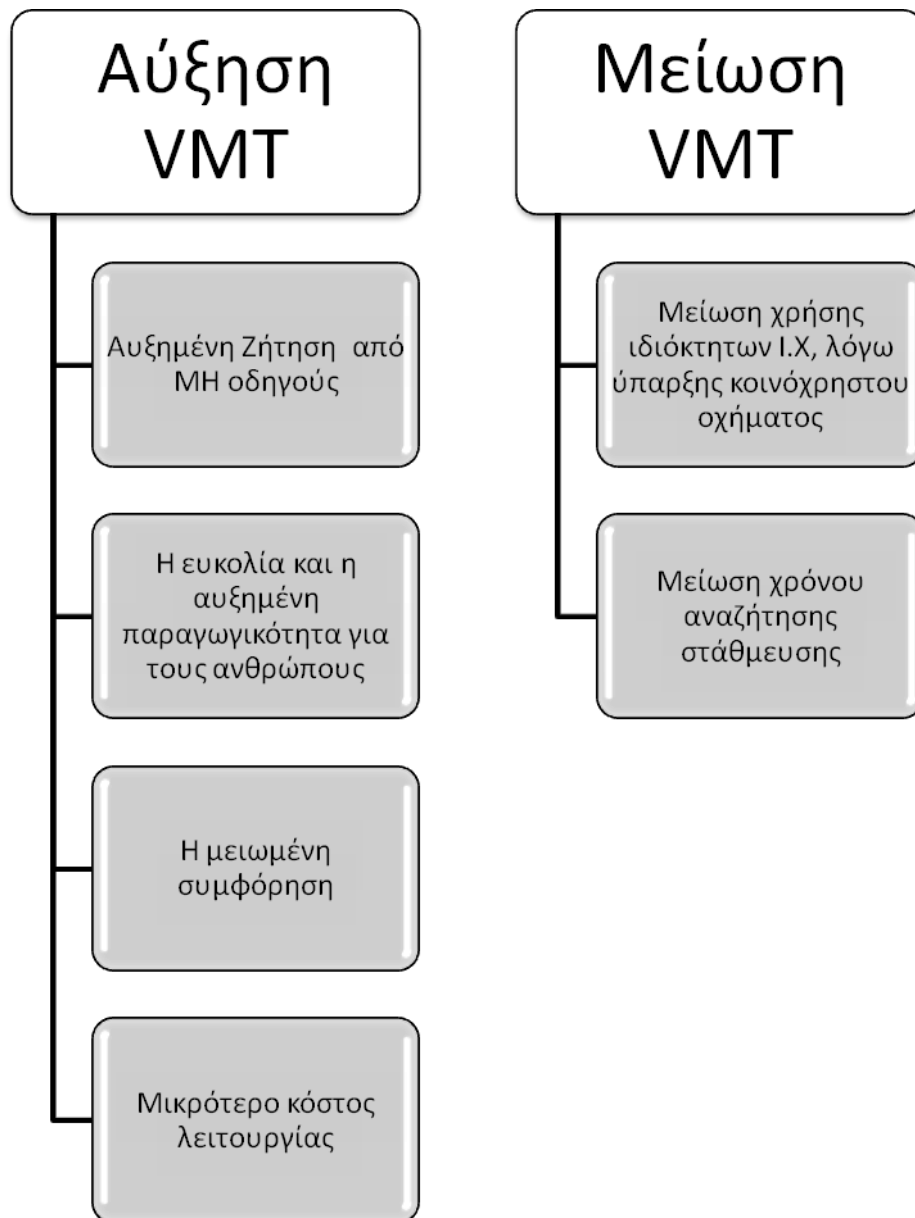 Αύξηση
VMT
Αυξημένη Ζήτηση από
ΜΗ οδηγούς
Η ευκολία και η
αυξημένη
παραγωγικότητα για
τους ανθρώπους
Η μειωμένη
συμφόρηση
Μικρότερο κόστος
λειτουργίας
Μείωση
VMT
Μείωση χρήσης
ιδιόκτητων Ι.Χ, λόγω
ύπαρξης κοινόχρηστου
οχήματος
Μείωση χρόνου
αναζήτησης
στάθμευσης